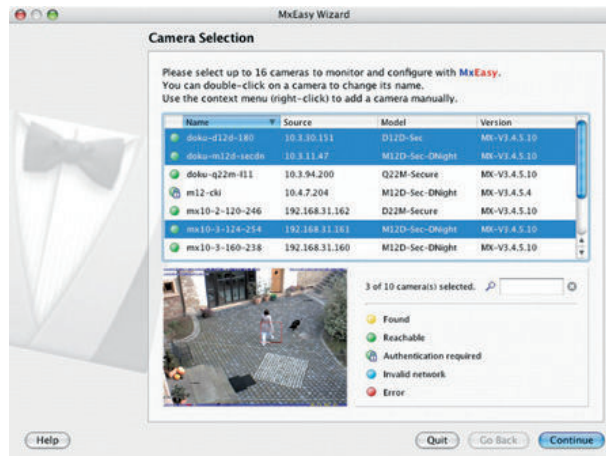 MxEasy Wizard
Camera Selection
Please select up to 16 cameras to monitor and configure with MxEasy.
You can double-click on a camera to change its name.
Use the context menu (right-click) to add a camera manually.
Name Source Model Version
doku-d12d-180 10.3.30.151 D12D-Sec MX-V3.4.5.10
doku-m12d-secdn 10.3.11.47 M12D-Sec-DNight MX-V3.4.5.10
doku-q22m-f11 10.3.94.200 Q22M-Secure MX-V3.4.5.10
m12-cki 10.4.7.204 M12D-Sec-DNight MX-V3.4.5.4
mx10-2-120-246 192.168.31.162 D22M-Secure MX-V3.4.5.10
mx10-3-124-254 192.168.31.161 M12D-Sec-DNight MX-V3.4.5.10
mx10-3-160-238 192.168.31.160 M12D-Sec-DNight MX-V3.4.5.10
3 of 10 camera(s) selected.
Found
Reachable
Authentication required
Invalid network
Error
Help Quit Go Back Continue